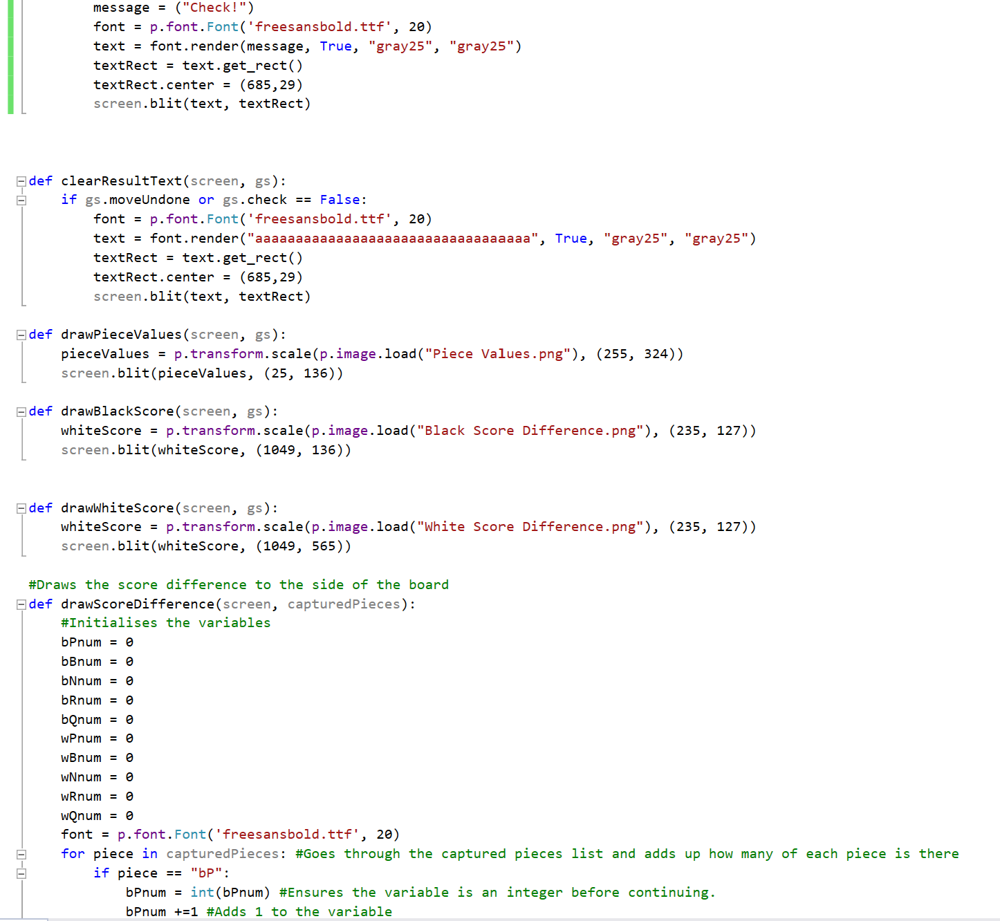 message = ("Check!")
font = p.font.Font('freesansbold.ttf', 20)
text = font.render(message, True, "gray25", "gray25")
textRect = text.get_rect()
textRect.center = (685,29)
screen.blit(text, textRect)
def clearResultText(screen, gs):
if gs.moveUndone or gs.check == False:
font = p.font.Font('freesansbold.ttf', 20)
text = font.render("aaaaaaaaaaaaaaaaaaaaaaaaaaaaaaaaaa", True, "gray25", "gray25")
textRect = text.get_rect()
textRect.center = (685,29)
screen.blit(text, textRect)
def drawPieceValues(screen, gs):
pieceValues = p.transform.scale(p.image.load("Piece Values.png"), (255, 324))
screen.blit(pieceValues, (25, 136))
def drawBlackScore(screen, gs):
whiteScore = p.transform.scale(p.image.load("Black Score Difference.png"), (235, 127))
screen.blit(whiteScore, (1049, 136))
def drawWhiteScore(screen, gs):
whiteScore = p.transform.scale(p.image.load("White Score Difference.png"), (235, 127))
screen.blit(whiteScore, (1049, 565))
#Draws the score difference to the side of the board
def drawScoreDifference(screen, capturedPieces):
#Initialises the variables
bPnum = 0
bBnum = 0
bNnum = 0
bRnum = 0
bQnum = 0
wPnum = 0
wBnum = 0
wNnum = 0
wRnum = 0
wQnum = 0
font = p.font.Font('freesansbold.ttf', 20)
for piece in capturedPieces: #Goes through the captured pieces list and adds up how many of each piece is there
if piece == "bP":
bPnum = int(bPnum) #Ensures the variable is an integer before continuing.
bPnum +=1 #Adds 1 to the variable